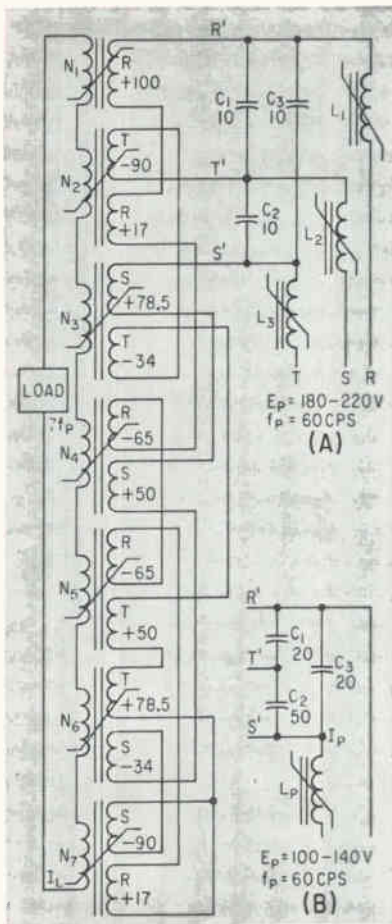 R'
N1
R
+100
C1
10
C3
10
L1
T
-90
N2
T'
R
+17
C2
10
L2
S'
S
+78.5
N3
L3
T
-34
T S R
LOAD
EP = 180-220V
fP = 60CPS
(A)
7fP
R
-65
N4
S
+50
R
-65
N5
T
+50
R'
C1
20
T'
C3
20
C2
50
S'
IP
T
+78.5
N6
S
-34
LP
S
-90
N7
IL
R
+17
EP = 100-140V
fP = 60CPS
(B)